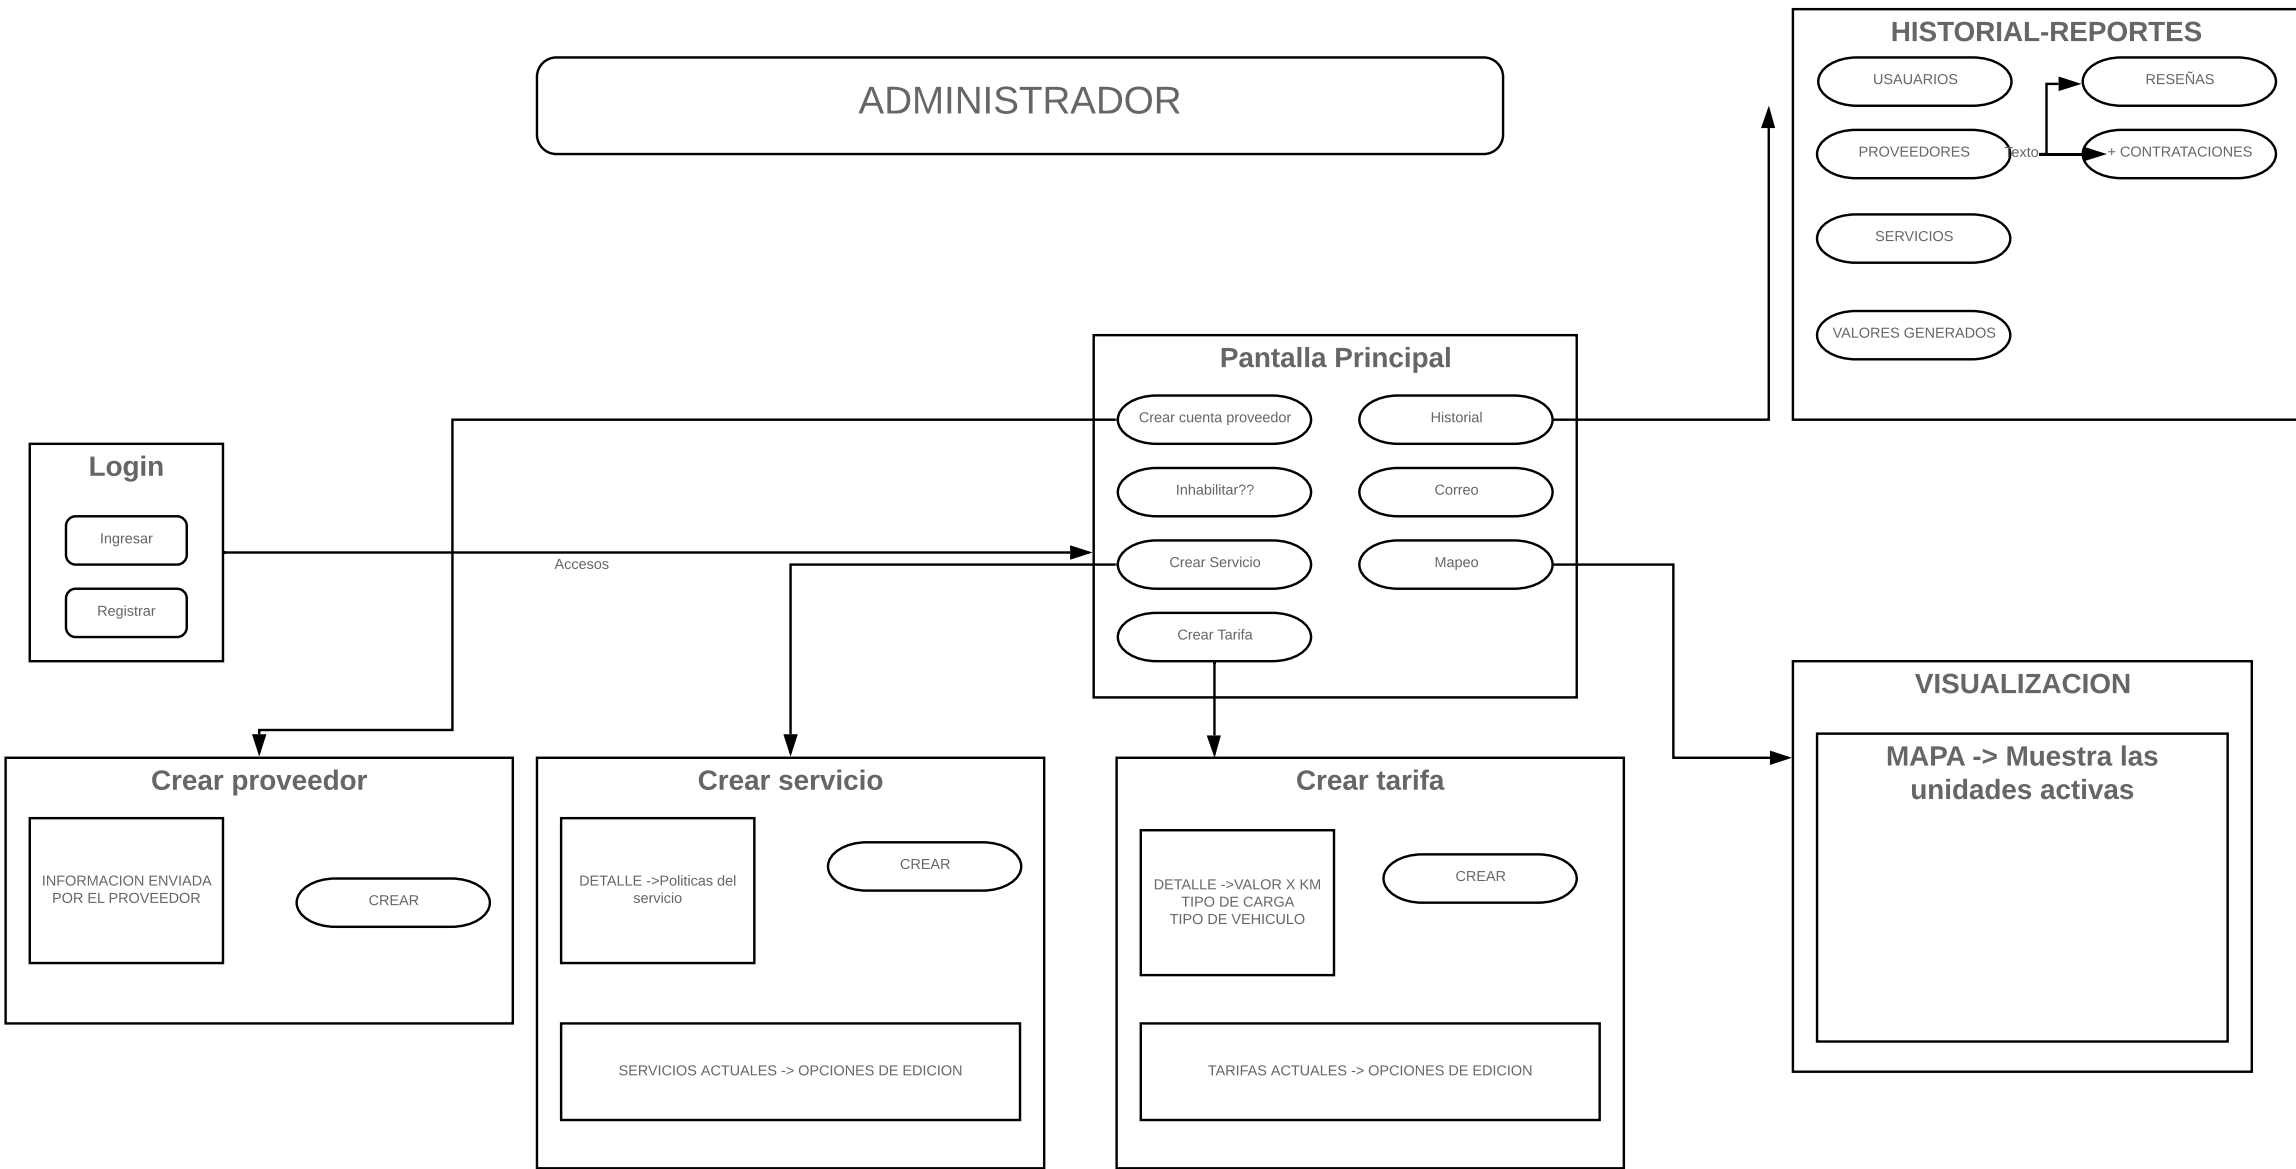 ADMINISTRADOR
HISTORIAL-REPORTES
USAUARIOS
RESEÑAS
PROVEEDORES
Texto
+ CONTRATACIONES
SERVICIOS
VALORES GENERADOS
Pantalla Principal
Crear cuenta proveedor
Historial
Inhabilitar??
Correo
Crear Servicio
Mapeo
Crear Tarifa
Login
Ingresar
Registrar
Accesos
Crear proveedor
INFORMACION ENVIADA
POR EL PROVEEDOR
CREAR
Crear servicio
DETALLE ->Politicas del
servicio
CREAR
SERVICIOS ACTUALES -> OPCIONES DE EDICION
Crear tarifa
DETALLE ->VALOR X KM
TIPO DE CARGA
TIPO DE VEHICULO
CREAR
TARIFAS ACTUALES -> OPCIONES DE EDICION
VISUALIZACION
MAPA -> Muestra las
unidades activas